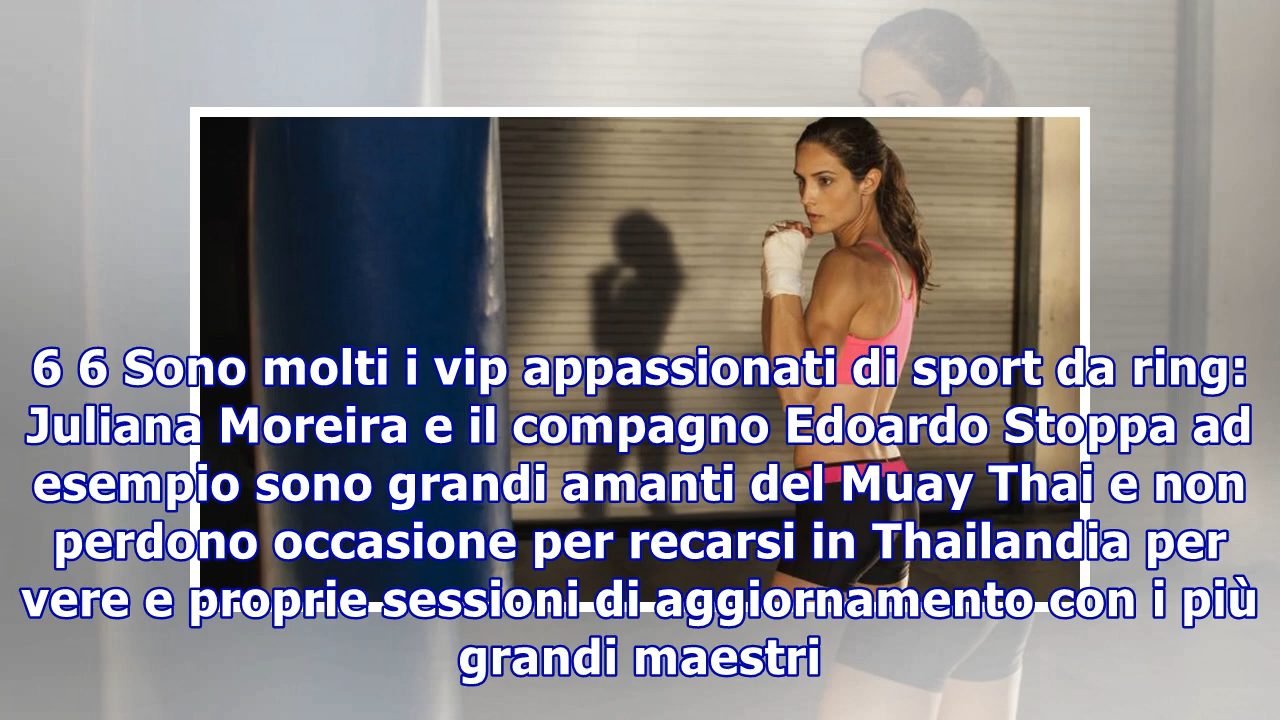 6 6 Sono molti i vip appassionati di sport da ring:
Juliana Moreira e il compagno Edoardo Stoppa ad
esempio sono grandi amanti del Muay Thai e non
perdono occasione per recarsi in Thailandia per
vere e proprie sessioni di aggiornamento con i più
grandi maestri